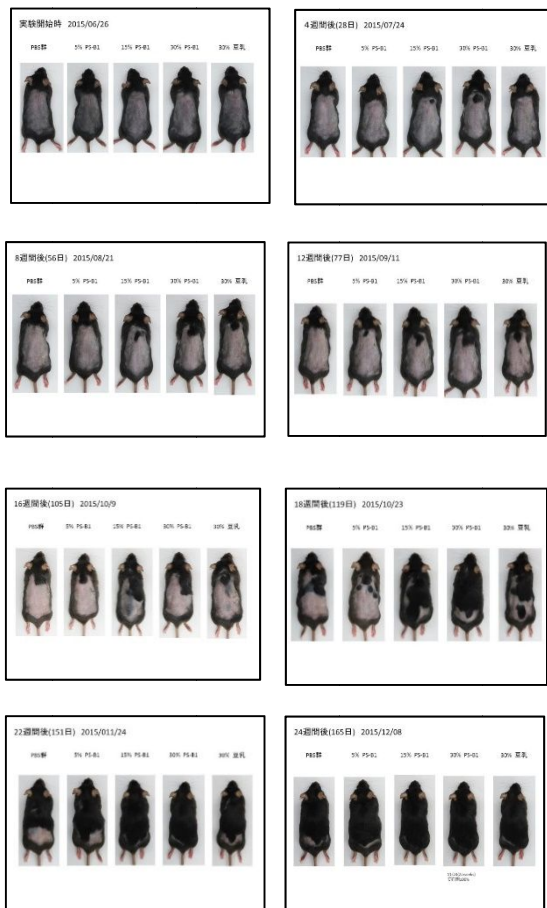 実験開始時 2015/06/26
PBS群 5% PS-B1 15% PS-B1 30% PS-B1 30% 豆乳
4週間後(28日) 2015/07/24
PBS群 5% PS-B1 15% PS-B1 30% PS-B1 30% 豆乳
8週間後(56日) 2015/08/21
PBS群 5% PS-B1 15% PS-B1 30% PS-B1 30% 豆乳
12週間後(77日) 2015/09/11
PBS群 5% PS-B1 15% PS-B1 30% PS-B1 30% 豆乳
16週間後(105日) 2015/10/9
PBS群 5% PS-B1 15% PS-B1 30% PS-B1 30% 豆乳
18週間後(119日) 2015/10/23
PBS群 5% PS-B1 15% PS-B1 30% PS-B1 30% 豆乳
22週間後(151日) 2015/011/24
PBS群 5% PS-B1 15% PS-B1 30% PS-B1 30% 豆乳
24週間後(165日) 2015/12/08
PBS群 5% PS-B1 15% PS-B1 30% PS-B1 30% 豆乳